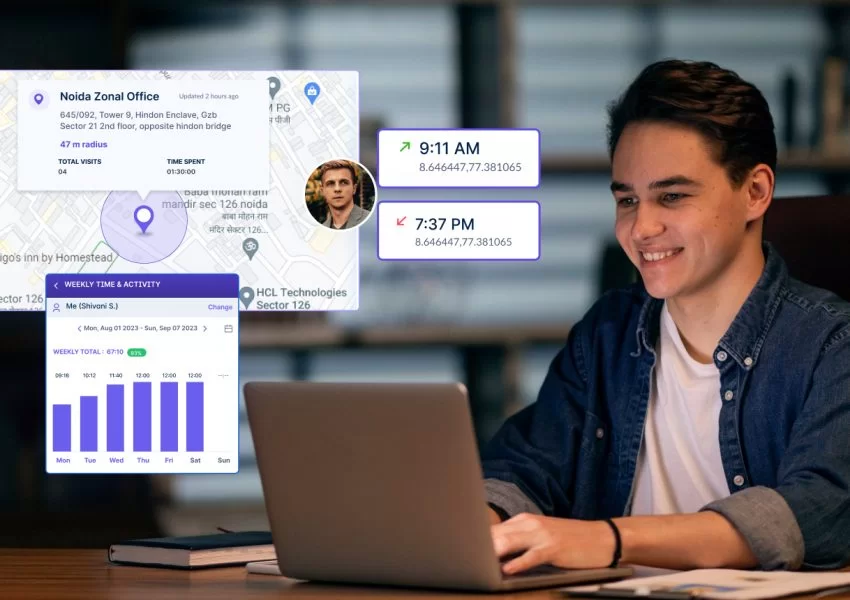 Noida Zonal Office
Updated 2 hours ago
645/092, Tower 9, Hindon Enclave, Gzb
Sector 21 2nd floor, opposite hindon bridge
47 m radius
TOTAL VISITS
TIME SPENT
04
01:30:00
PG
पीजी
Baba mohan ram
mandir sec 126 noida
बाबा मोहन राम
मंदिर सेक्टर 126...
igo's inn by Homestead
ector 126
HCL Technologies
Sector 126
9:11 AM
8.646447,77.381065
7:37 PM
8.646447,77.381065
WEEKLY TIME & ACTIVITY
Me (Shivani S.)
Change
Mon, Aug 01 2023 - Sun, Sep 07 2023
WEEKLY TOTAL : 67:10 93%
09:16 10:12 11:40 12:00 12:00 12:00 --:--
Mon Tue Wed Thu Fri Sat Sun